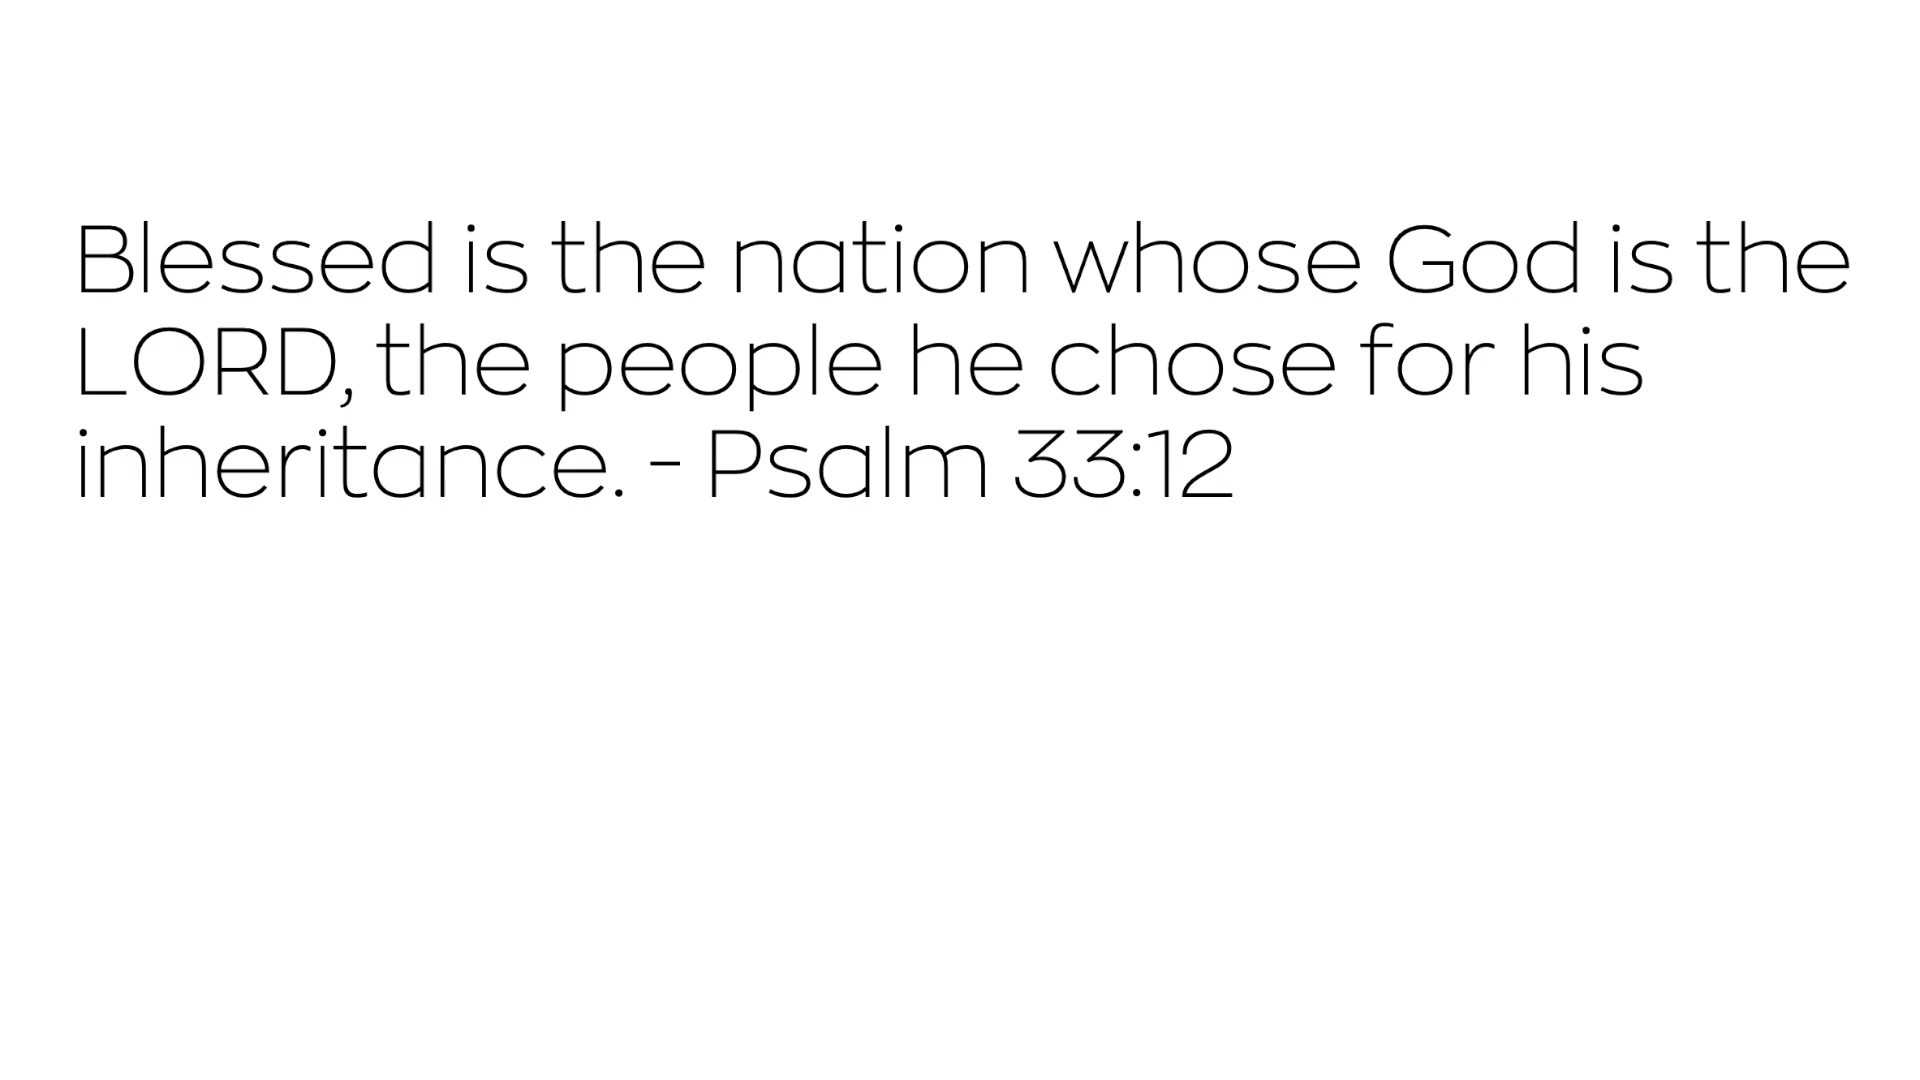 Blessed is the nation whose God is the
LORD, the people he chose for his
inheritance. - Psalm 33:12